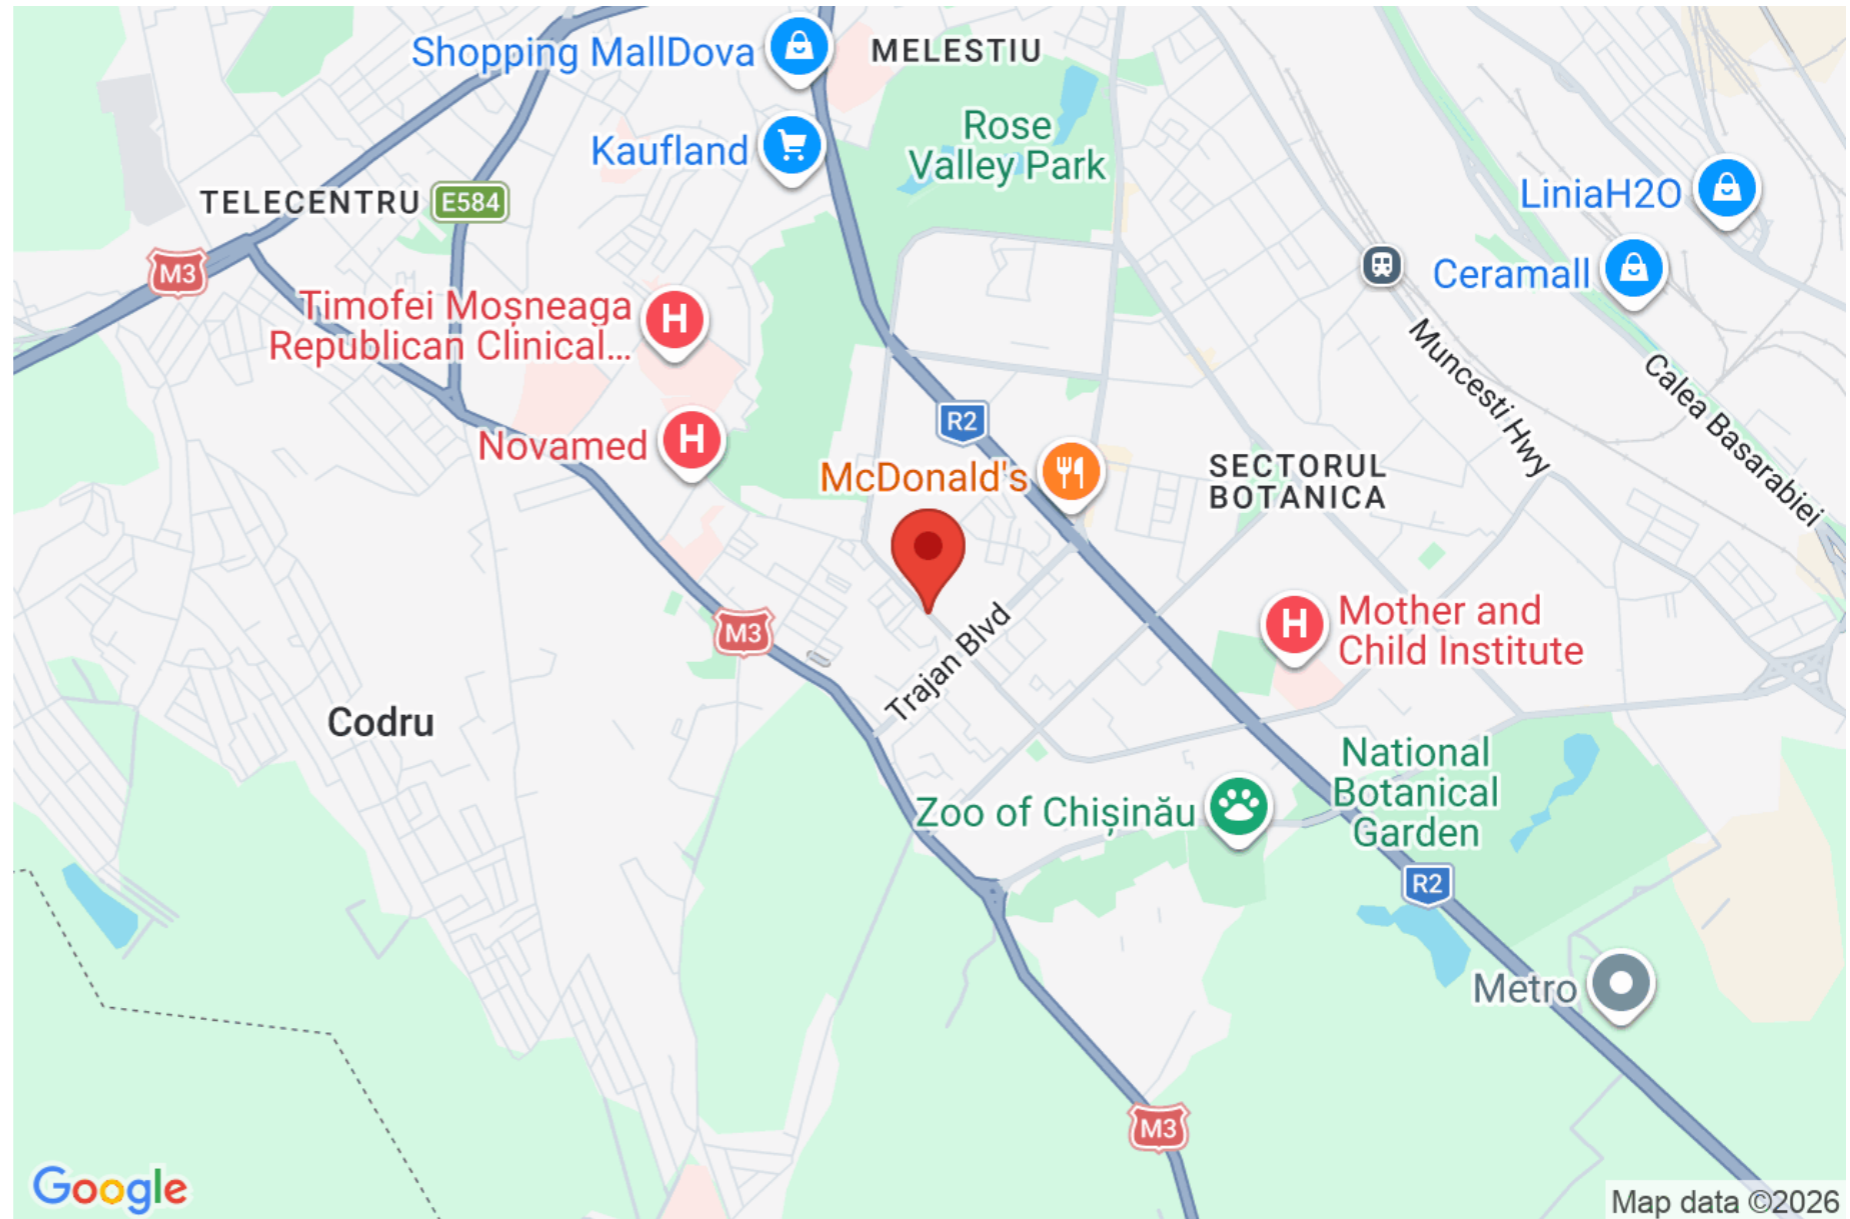 Shopping MallDova
MELESTIU
Rose
Valley Park
Kaufland
TELECENTRU
E584
LiniaH2O
M3
Ceramall
Timofei Moșneaga
Republican Clinical...
Muncesti Hwy
Calea Basarabiei
R2
Novamed
McDonald's
SECTORUL
BOTANICA
M3
Mother and
Child Institute
Trajan Blvd
Codru
National
Botanical
Garden
Zoo of Chișinău
R2
Metro
M3
Google
Map data ©2026